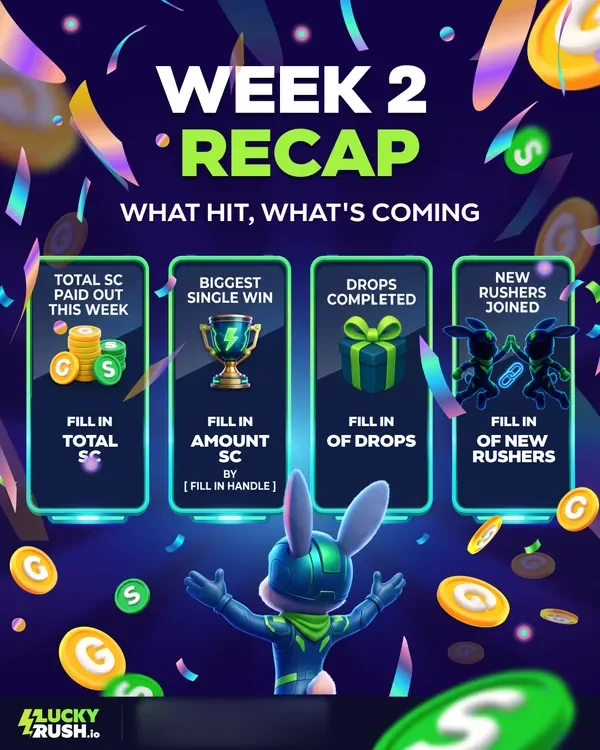 WEEK 2
RECAP
WHAT HIT, WHAT'S COMING
TOTAL SC
PAID OUT
THIS WEEK
G
S
FILL IN
TOTAL
SC
BIGGEST
SINGLE WIN
FILL IN
AMOUNT
SC
BY
[ FILL IN HANDLE ]
DROPS
COMPLETED
FILL IN
OF DROPS
NEW
RUSHERS
JOINED
FILL IN
OF NEW
RUSHERS
G
S
G
G
G
S
S
LUCKY
RUSH.io